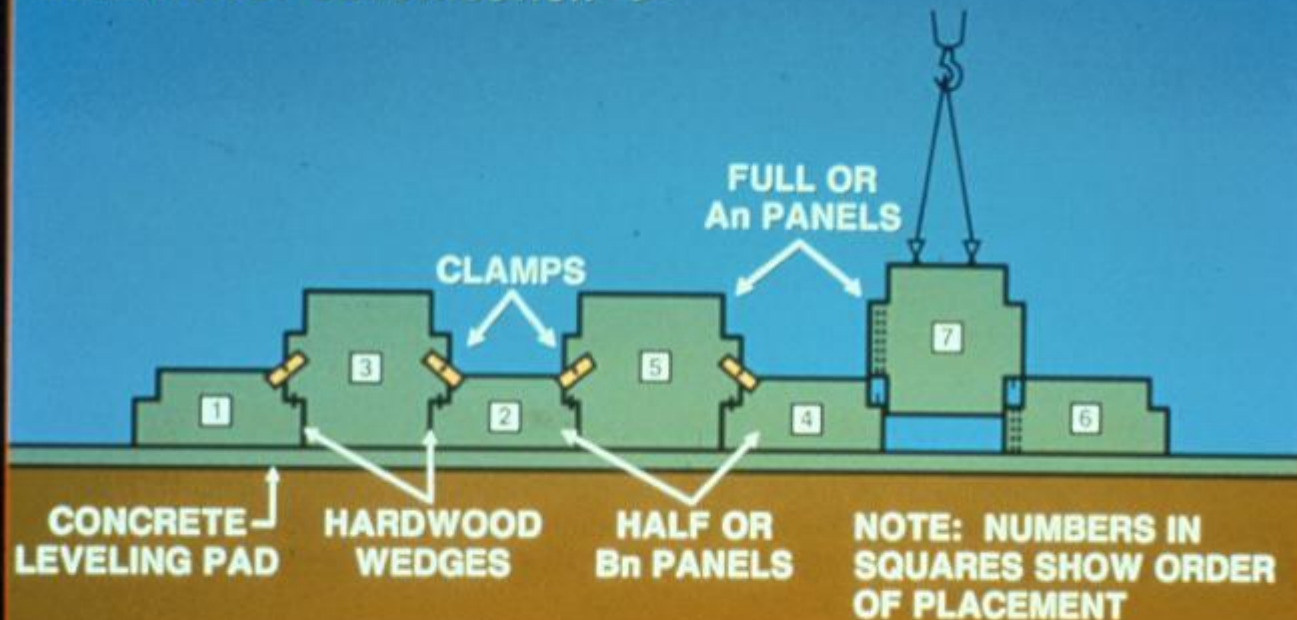 FULL OR
An PANELS
CLAMPS
7
3
5
1
2
4
6
CONCRETE
LEVELING PAD
HARDWOOD
WEDGES
HALF OR
Bn PANELS
NOTE: NUMBERS IN
SQUARES SHOW ORDER
OF PLACEMENT